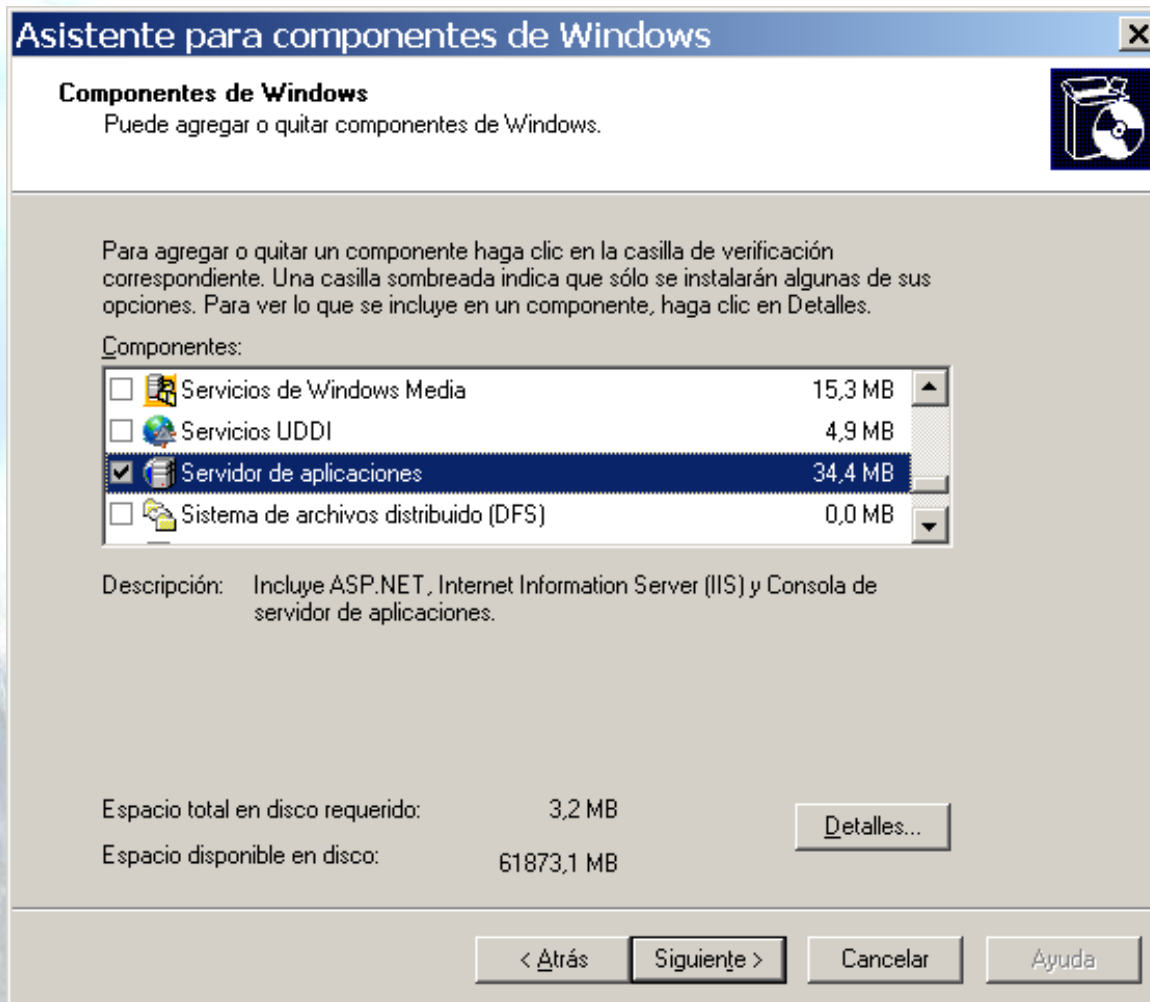 Asistente para componentes de Windows
Componentes de Windows
Puede agregar o quitar componentes de Windows.
Para agregar o quitar un componente haga clic en la casilla de verificación
correspondiente. Una casilla sombreada indica que sólo se instalarán algunas de sus
opciones. Para ver lo que se incluye en un componente, haga clic en Detalles.
Componentes:
Servicios de Windows Media 15,3 MB
Servicios UDDI 4,9 MB
Servidor de aplicaciones 34,4 MB
Sistema de archivos distribuido (DFS) 0,0 MB
Descripción: Incluye ASP.NET, Internet Information Server (IIS) y Consola de
servidor de aplicaciones.
Espacio total en disco requerido: 3,2 MB
Detalles...
Espacio disponible en disco: 61873,1 MB
< Atrás Siguiente > Cancelar Ayuda